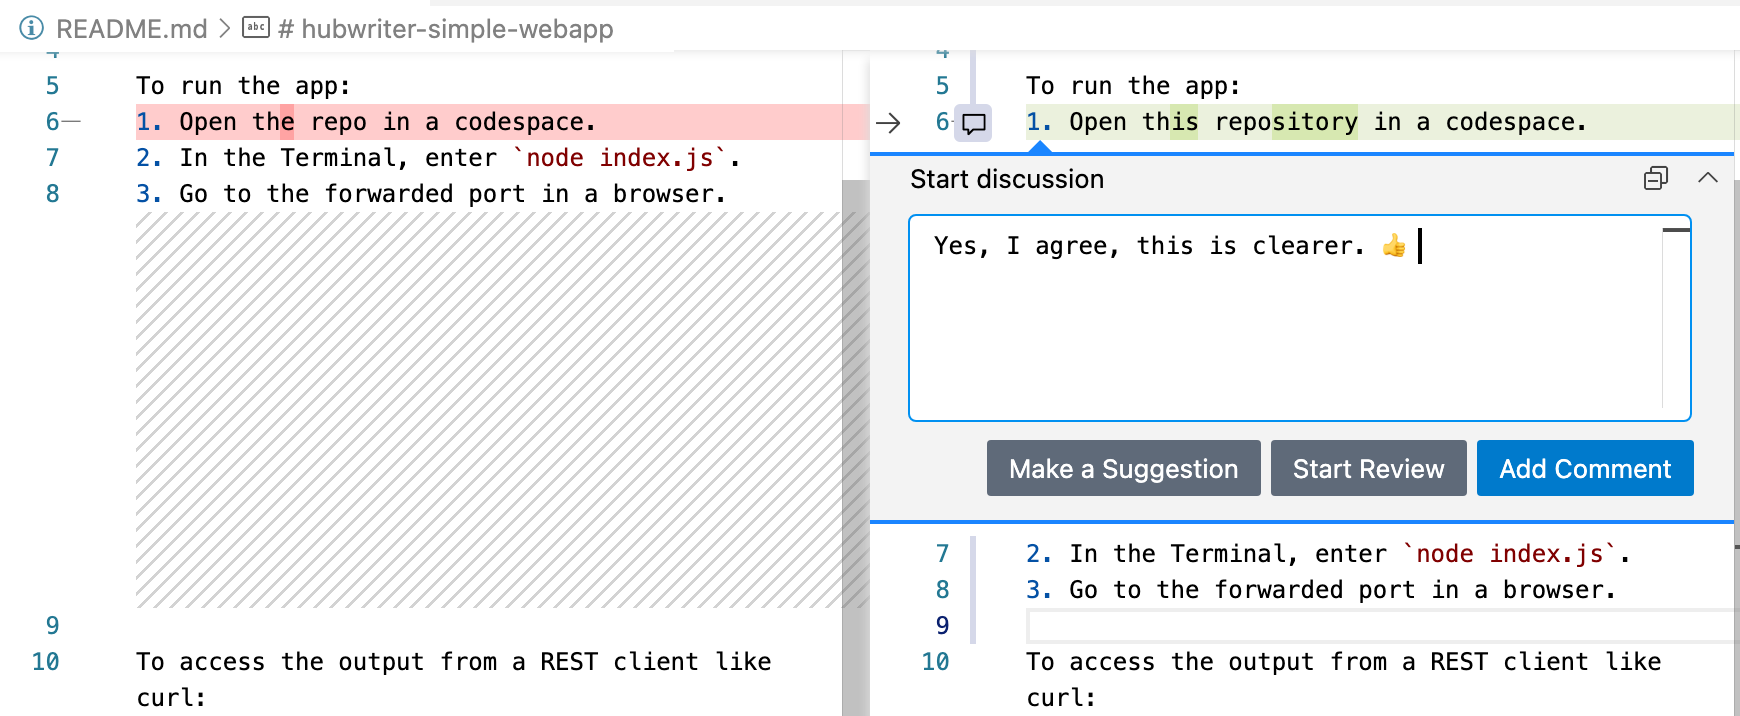 README.md > # hubwriter-simple-webapp
5 To run the app:
6 1. Open the repo in a codespace.
7 2. In the Terminal, enter `node index.js`.
8 3. Go to the forwarded port in a browser.
9
10 To access the output from a REST client like
curl:
4
5 To run the app:
6 1. Open this repository in a codespace.
Start discussion
Yes, I agree, this is clearer. 👍
Make a Suggestion
Start Review
Add Comment
7 2. In the Terminal, enter `node index.js`.
8 3. Go to the forwarded port in a browser.
9
10 To access the output from a REST client like
curl: